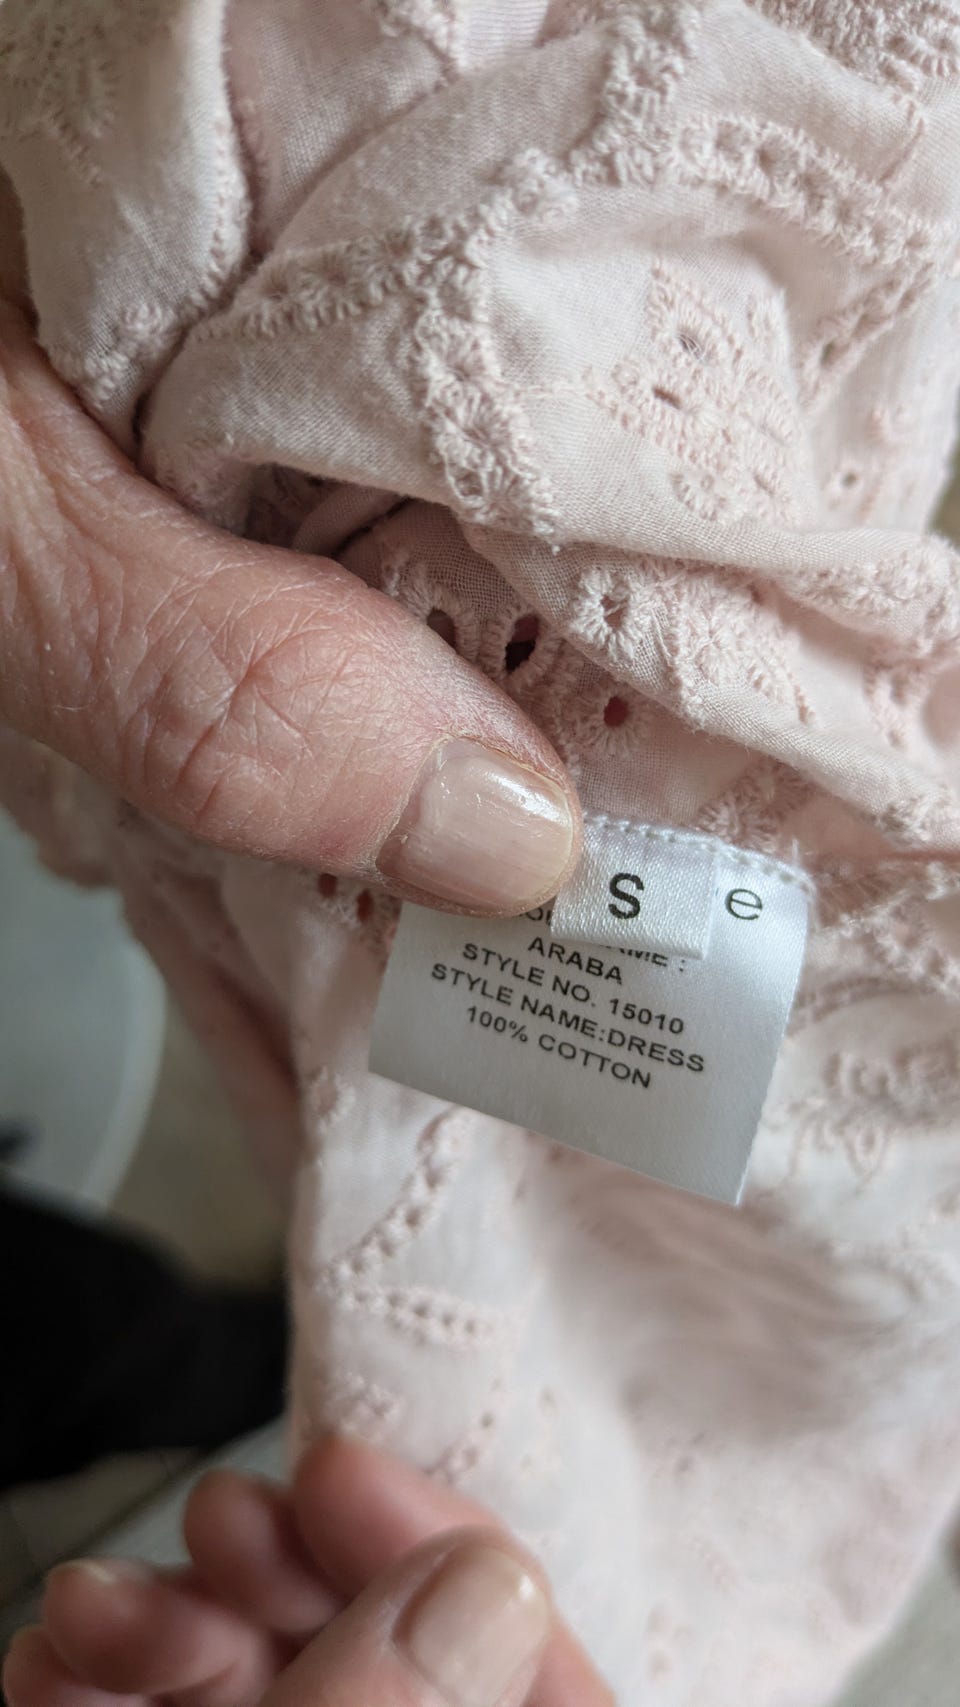 S
e
ARABA
STYLE NO. 15010
STYLE NAME:DRESS
100% COTTON